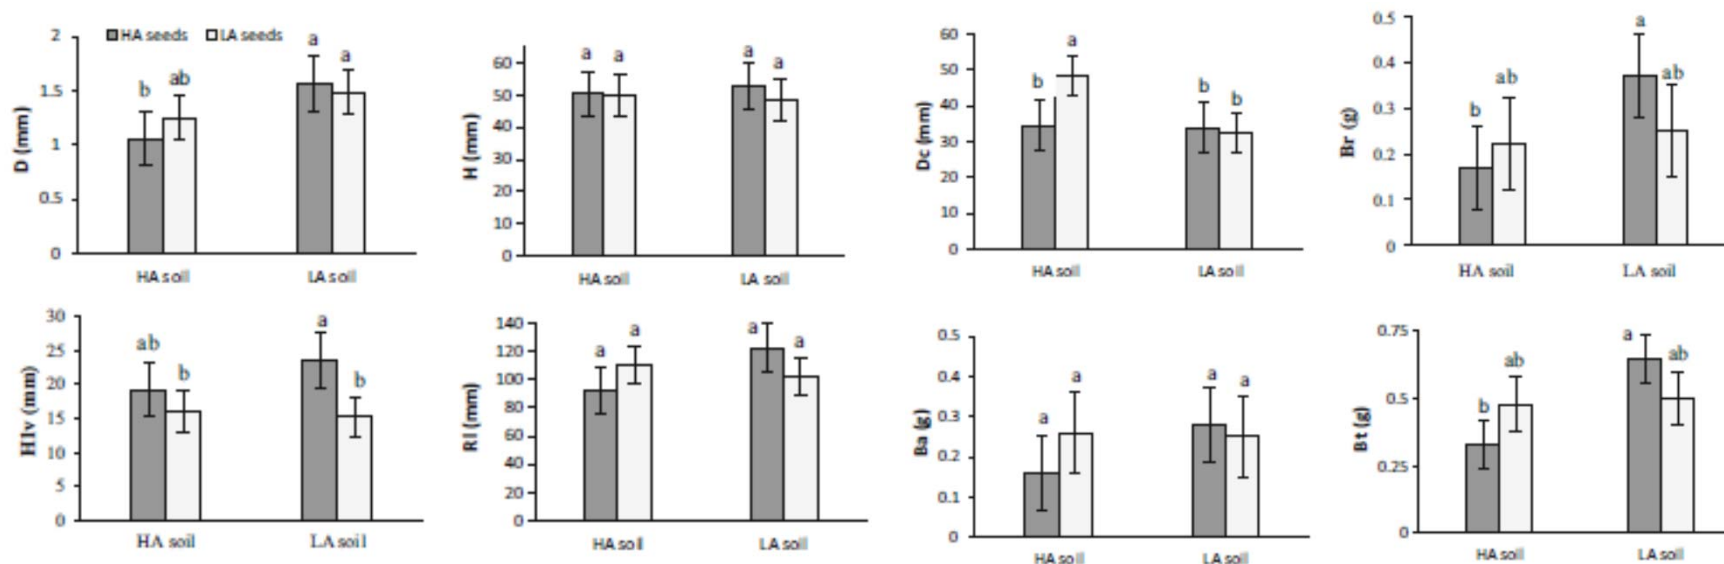 2
■HA seeds □LA seeds
a
a
b
ab
1.5
1
0.5
0
D (mm)
HA soil
LA soil
60
50
40
30
20
10
0
H (mm)
a
a
a
a
HA soil
LA soil
60
50
40
30
20
10
0
Dc (mm)
b
a
b
b
HA soil
LA soil
0.5
0.4
0.3
0.2
0.1
0
Br (g)
b
ab
a
ab
HA soil
LA soil
30
25
20
15
10
5
0
H1v (mm)
ab
b
a
b
HA soil
LA soil
140
120
100
80
60
40
20
0
Rl (mm)
a
a
a
a
HA soil
LA soil
0.5
0.4
0.3
0.2
0.1
0
Ba (g)
a
a
a
a
HA soil
LA soil
0.75
0.5
0.25
0
Bt (g)
b
ab
a
ab
HA soil
LA soil